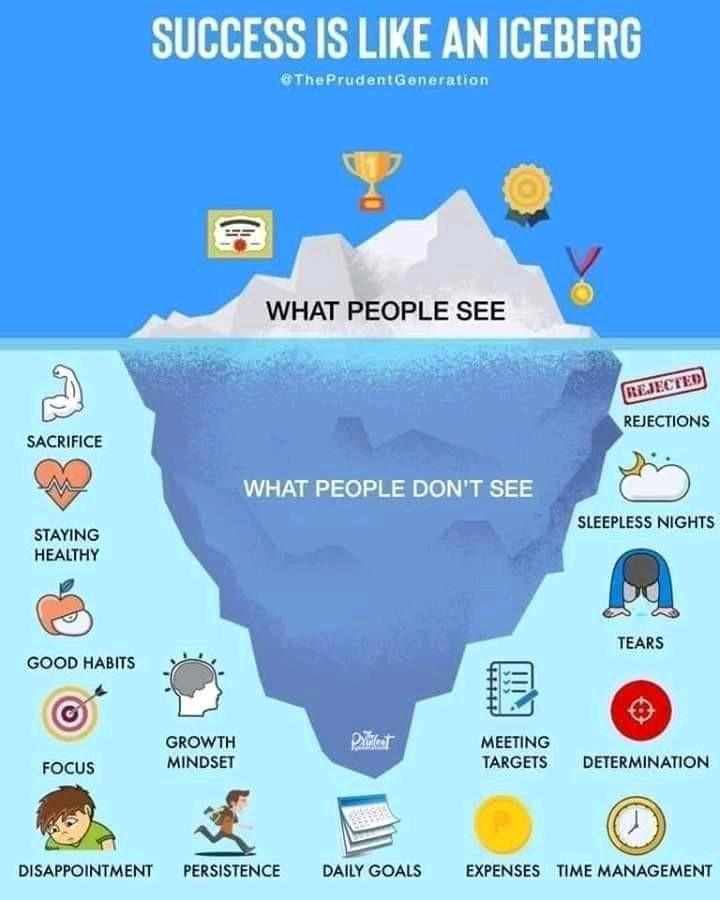 SUCCESS IS LIKE AN ICEBERG
@ThePrudentGeneration
1
WHAT PEOPLE SEE
SACRIFICE
REJECTED
REJECTIONS
WHAT PEOPLE DON'T SEE
SLEEPLESS NIGHTS
STAYING
HEALTHY
TEARS
GOOD HABITS
GROWTH
MINDSET
The
Prudent
Generation
MEETING
TARGETS
FOCUS
DETERMINATION
DISAPPOINTMENT
PERSISTENCE
DAILY GOALS
P
EXPENSES
TIME MANAGEMENT